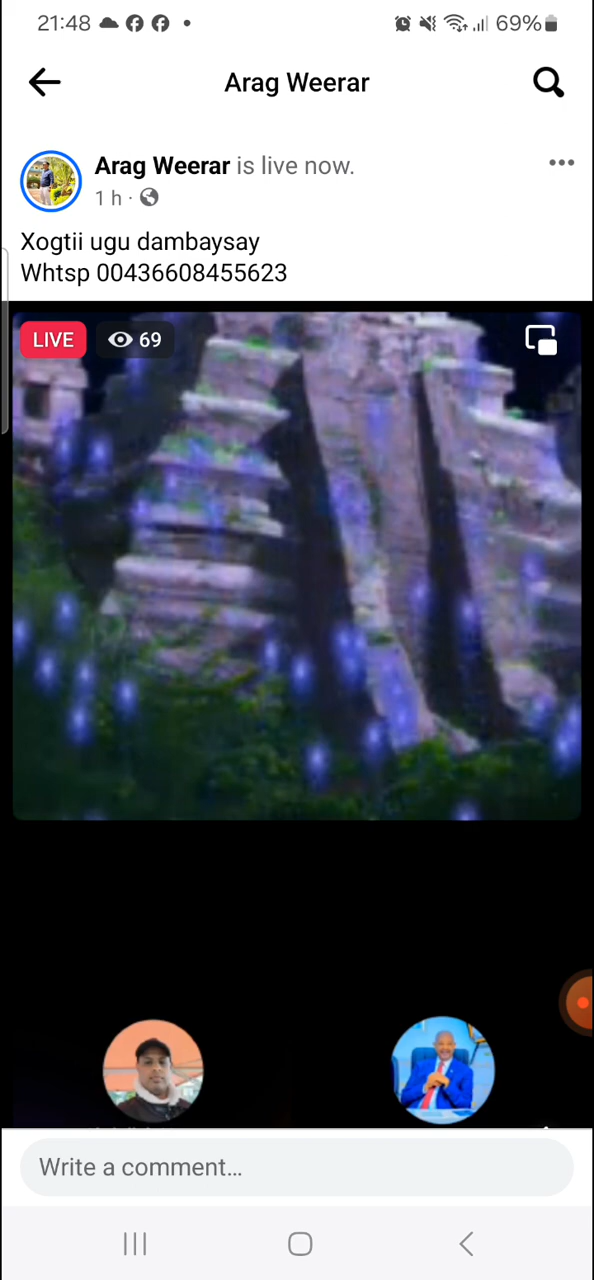 21:48
69%
Arag Weerar
Arag Weerar is live now.
1 h ·
Xogtii ugu dambaysay
Whtsp 00436608455623
LIVE
69
Write a comment...